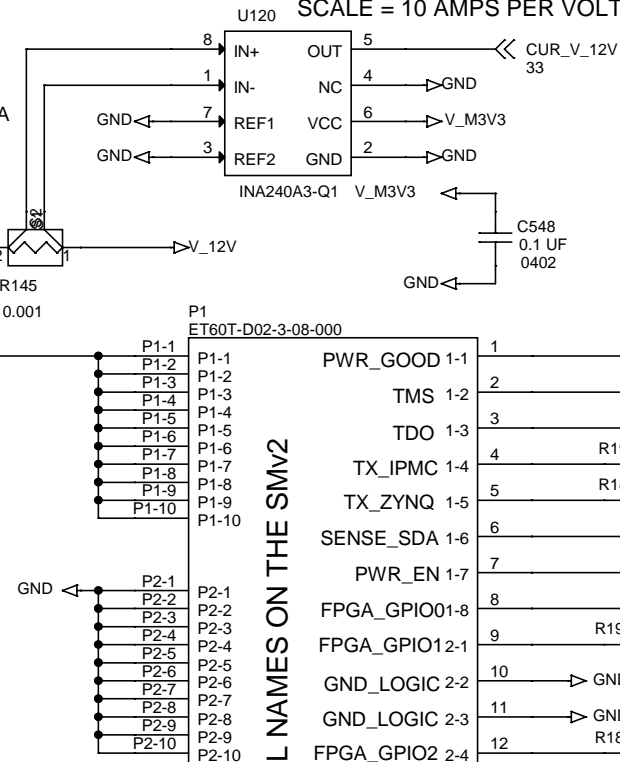 SCALE = 10 AMPS PER VOLT
U120
8 IN+ OUT 5 CUR_V_12V
33
1 IN- NC 4 GND
A
GND 7 REF1 VCC 6 V_M3V3
GND 3 REF2 GND 2 GND
INA240A3-Q1 V_M3V3
C548
0.1 UF
0402
2 1 V_12V
GND
R145
0.001
P1
ET60T-D02-3-08-000
P1-1 P1-1 PWR_GOOD 1-1 1
P1-2 P1-2
P1-3 P1-3 TMS 1-2 2
P1-4 P1-4
P1-5 P1-5 TDO 1-3 3
P1-6 P1-6
P1-7 P1-7 TX_IPMC 1-4 4
P1-8 P1-8
P1-9 P1-9 TX_ZYNQ 1-5 5
P1-10 P1-10
SENSE_SDA 1-6 6
PWR_EN 1-7 7
GND P2-1 P2-1
P2-2 P2-2 FPGA_GPIO0 1-8 8
P2-3 P2-3
P2-4 P2-4 FPGA_GPIO1 2-1 9
P2-5 P2-5
P2-6 P2-6 GND_LOGIC 2-2 10
P2-7 P2-7
P2-8 P2-8 GND_LOGIC 2-3 11
P2-9 P2-9
P2-10 P2-10 FPGA_GPIO2 2-4 12
L NAMES ON THE SMv2